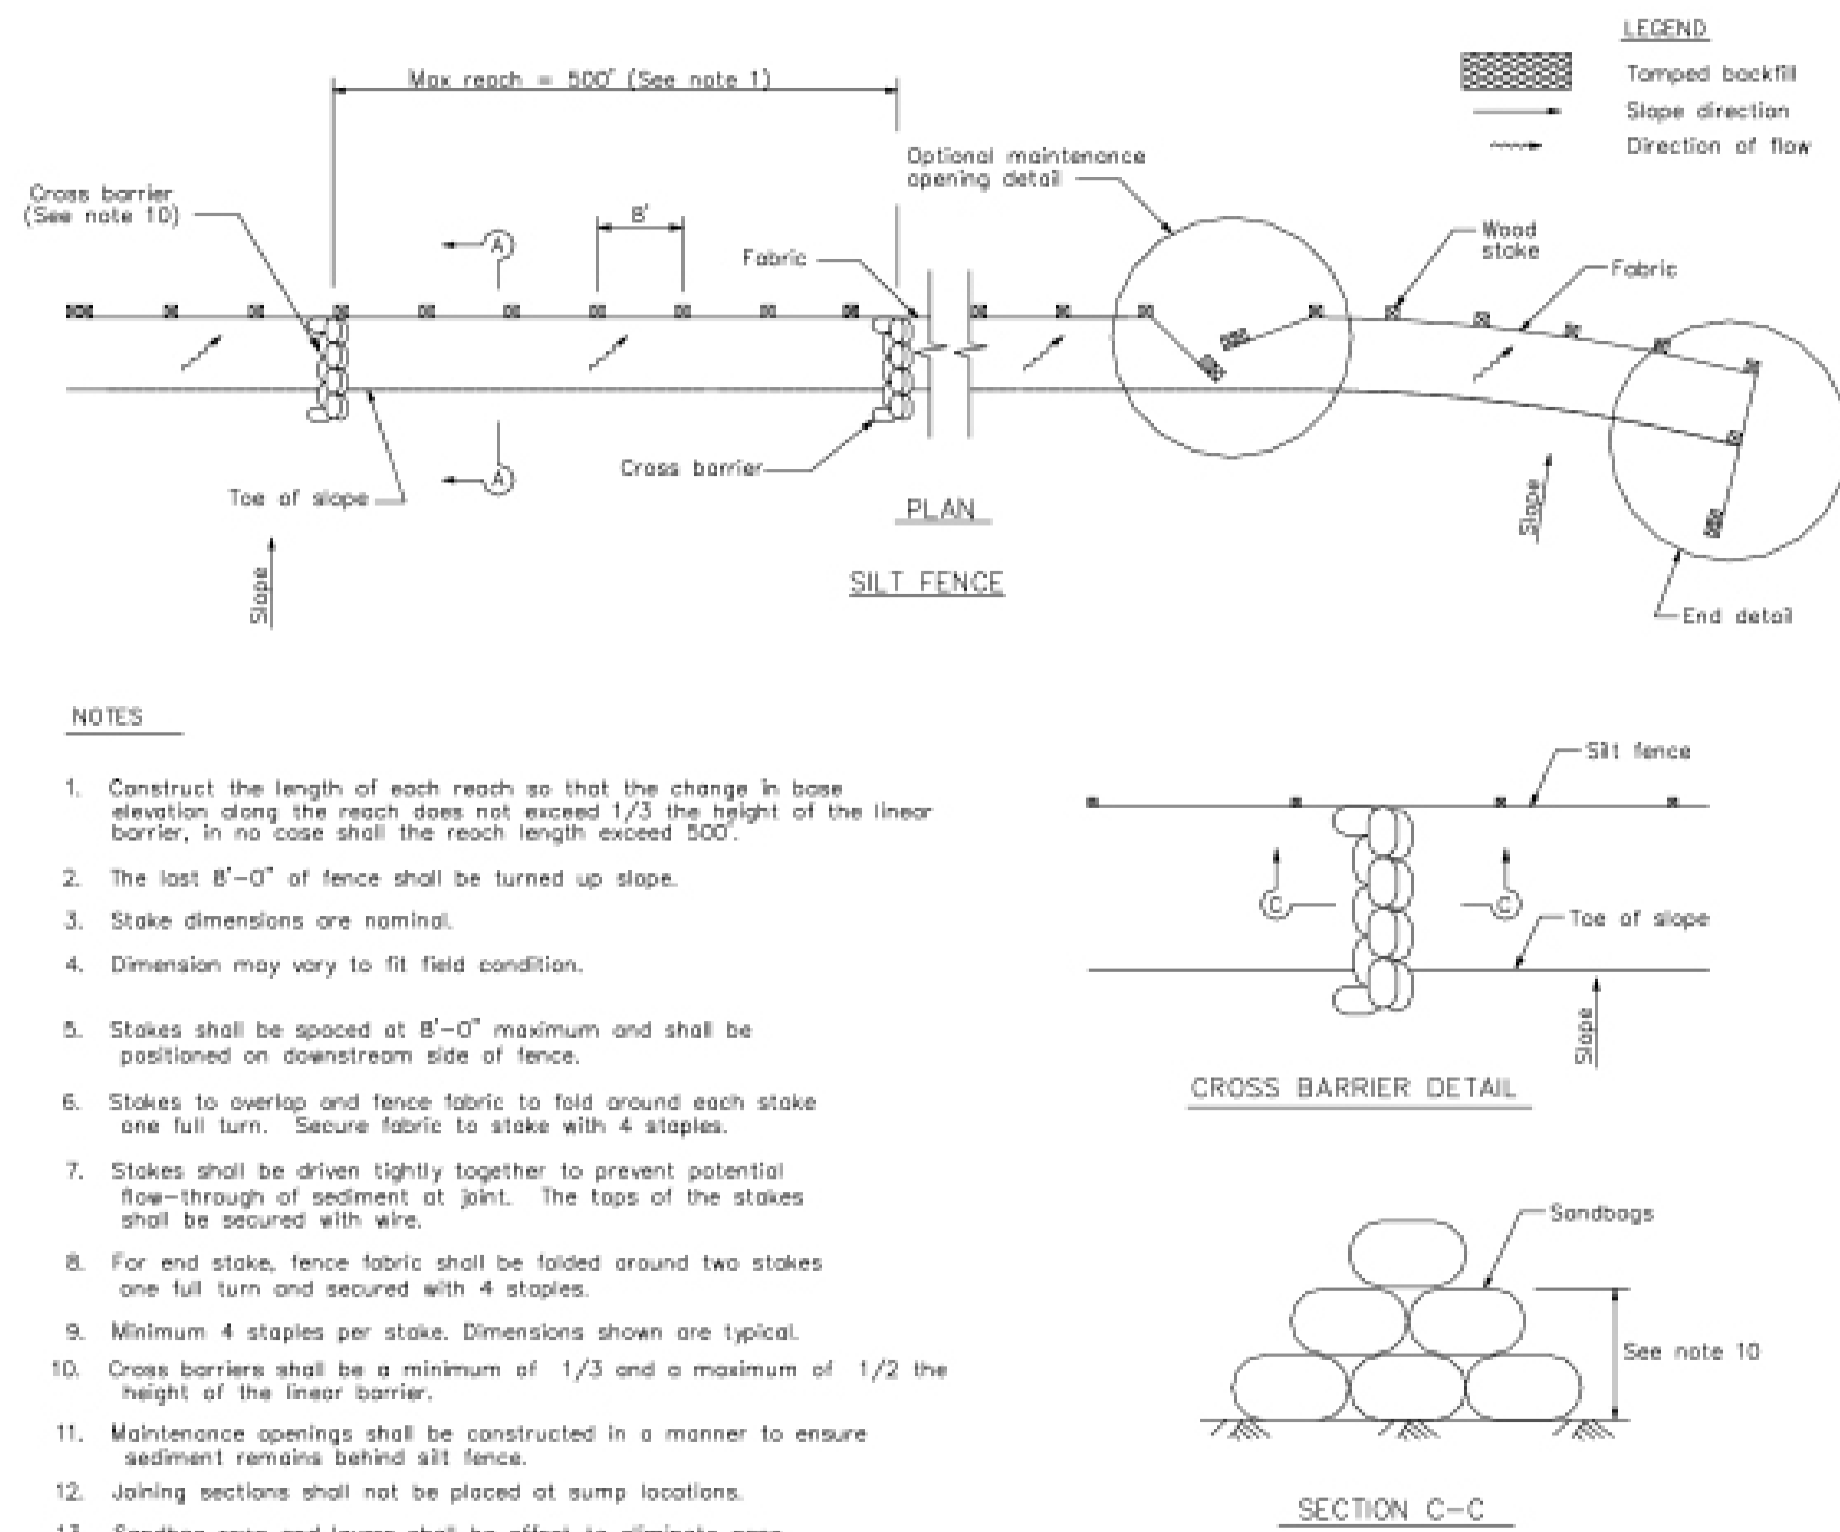 LEGEND
Tamped backfill
Slope direction
Direction of flow
Max reach = 500' (See note 1)
Optional maintenance
opening detail
Cross barrier
(See note 10)
8'
A
Fabric
Wood
stake
Fabric
Cross barrier
A
Toe of slope
PLAN
Slope
SILT FENCE
Slope
End detail
NOTES
1. Construct the length of each reach so that the change in base
elevation along the reach does not exceed 1/3 the height of the linear
barrier, in no case shall the reach length exceed 500'.
2. The last 8'-0" of fence shall be turned up slope.
3. Stake dimensions are nominal.
4. Dimension may vary to fit field condition.
5. Stakes shall be spaced at 8'-0" maximum and shall be
positioned on downstream side of fence.
6. Stakes to overlap and fence fabric to fold around each stake
one full turn. Secure fabric to stake with 4 staples.
7. Stakes shall be driven tightly together to prevent potential
flow-through of sediment at joint. The tops of the stakes
shall be secured with wire.
8. For end stake, fence fabric shall be folded around two stakes
one full turn and secured with 4 staples.
9. Minimum 4 staples per stake. Dimensions shown are typical.
10. Cross barriers shall be a minimum of 1/3 and a maximum of 1/2 the
height of the linear barrier.
11. Maintenance openings shall be constructed in a manner to ensure
sediment remains behind silt fence.
12. Joining sections shall not be placed at sump locations.
13. Sandbag rows and layers shall be offset to eliminate gaps.
Silt fence
C
C
Toe of slope
Slope
CROSS BARRIER DETAIL
Sandbags
See note 10
SECTION C-C